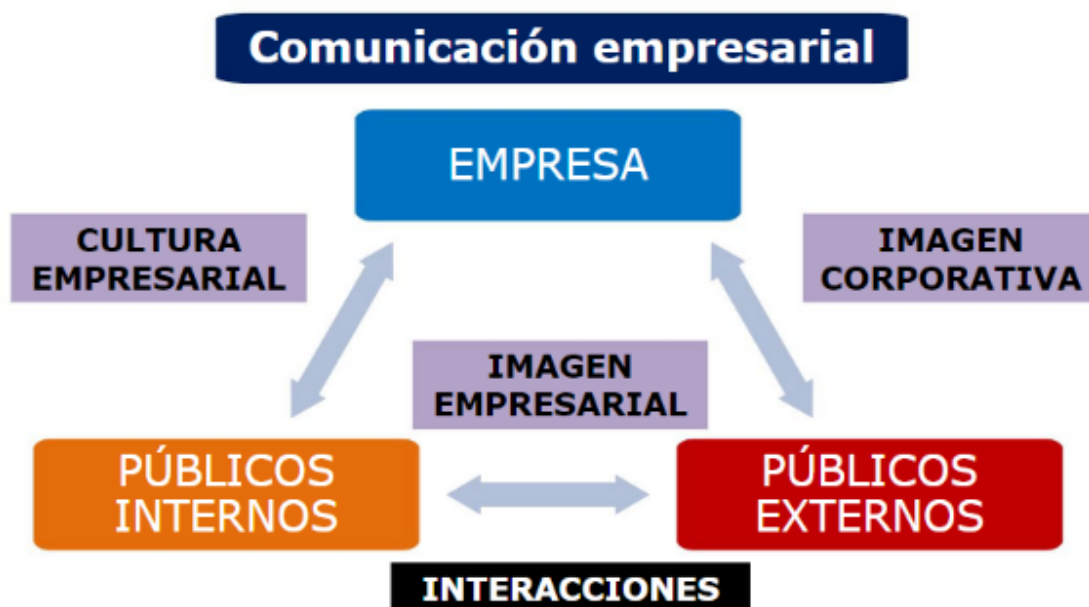 Comunicación empresarial
EMPRESA
CULTURA
EMPRESARIAL
IMAGEN
CORPORATIVA
IMAGEN
EMPRESARIAL
PÚBLICOS
INTERNOS
PÚBLICOS
EXTERNOS
INTERACCIONES